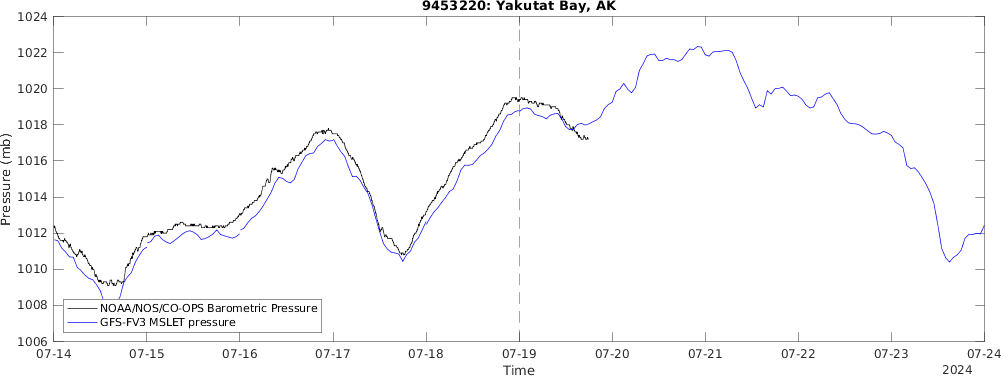 9453220: Yakutat Bay, AK
1024
1022
1020
1018
1016
1014
1012
1010
1008
1006
Pressure (mb)
NOAA/NOS/CO-OPS Barometric Pressure
GFS-FV3 MSLET pressure
07-14 07-15 07-16 07-17 07-18 07-19 07-20 07-21 07-22 07-23 07-24
Time
2024